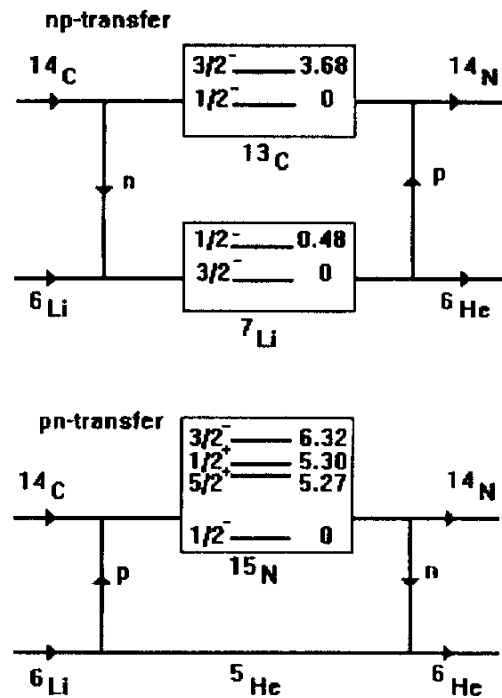 np-transfer
14C 3/2- 3.68 14N
1/2- 0
13C
n p
1/2- 0.48
3/2- 0
6Li 7Li 6He
pn-transfer
14C 3/2- 6.32 14N
1/2+ 5.30
5/2+ 5.27
1/2- 0
15N
p n
6Li 5He 6He